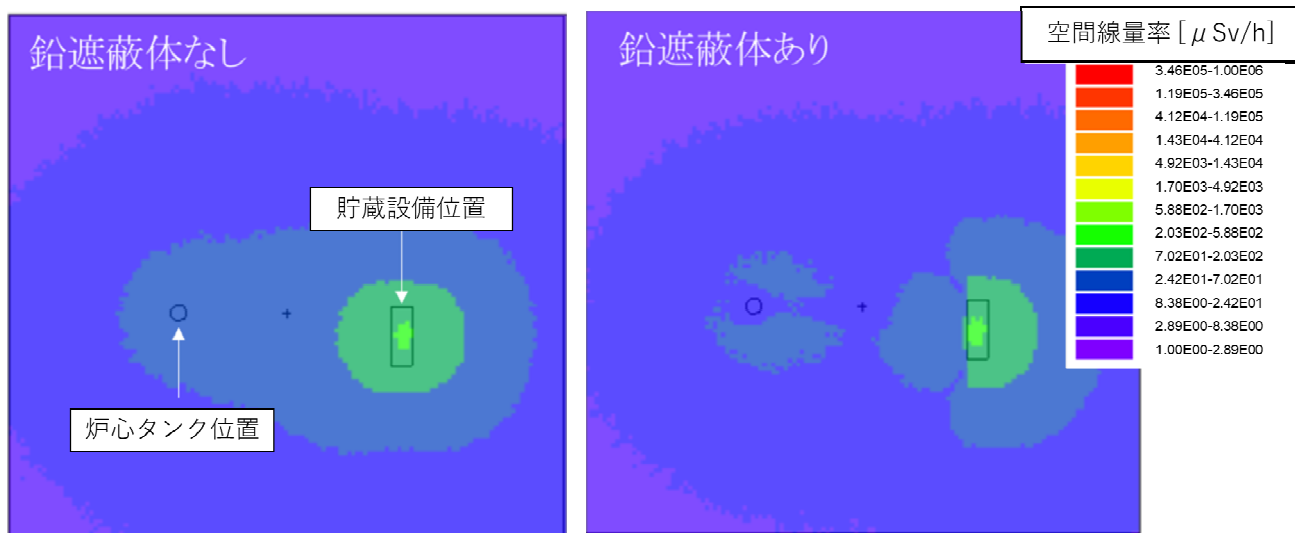 鉛遮蔽体なし
鉛遮蔽体あり
空間線量率 [ μ Sv/h]
3.46E05-1.00E06
1.19E05-3.46E05
4.12E04-1.19E05
1.43E04-4.12E04
4.92E03-1.43E04
1.70E03-4.92E03
5.88E02-1.70E03
2.03E02-5.88E02
7.02E01-2.03E02
2.42E01-7.02E01
8.38E00-2.42E01
2.89E00-8.38E00
1.00E00-2.89E00
貯蔵設備位置
炉心タンク位置